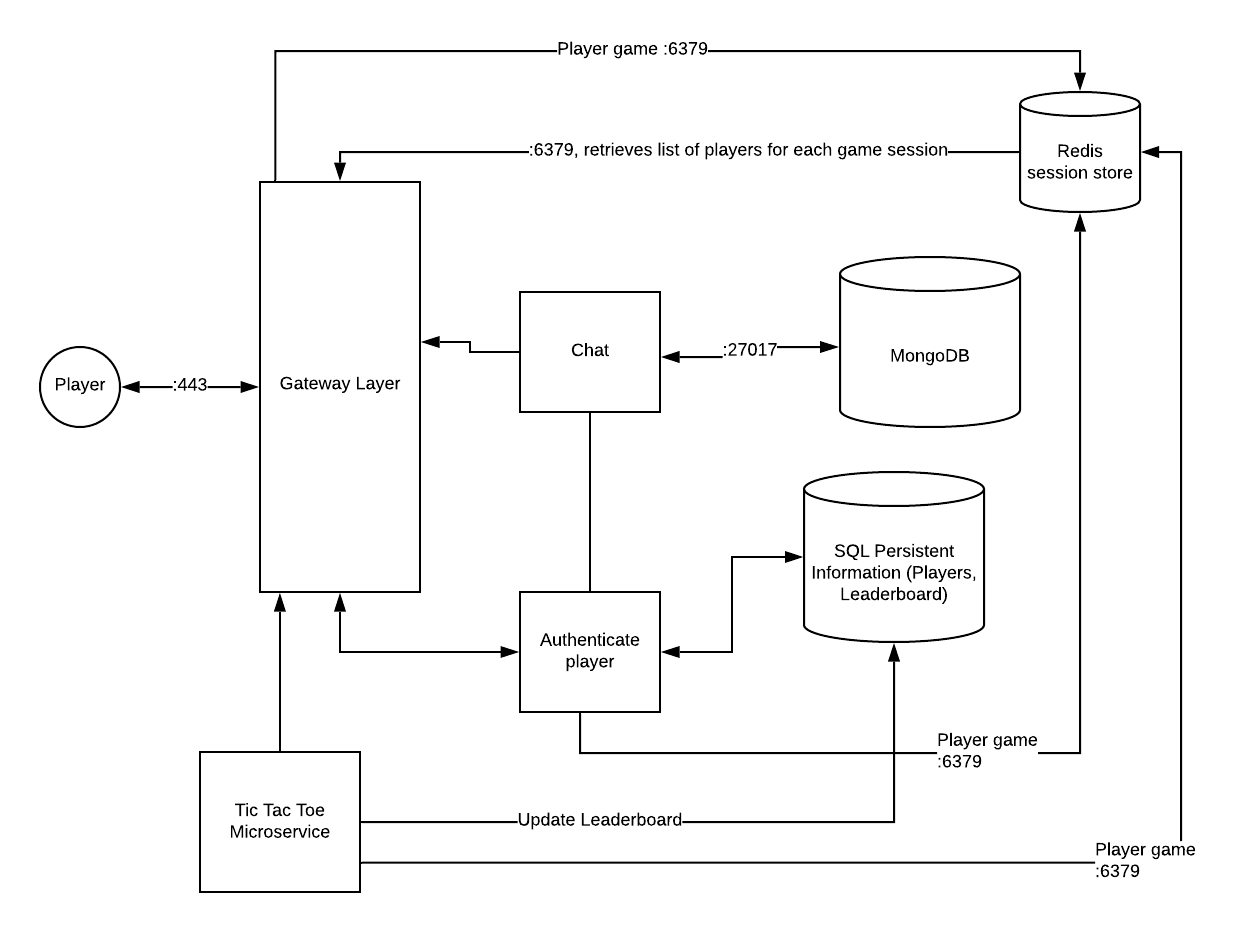 Player game :6379
:6379, retrieves list of players for each game session
Redis
session store
Chat
:27017
MongoDB
Player
:443
Gateway Layer
SQL Persistent
Information (Players,
Leaderboard)
Authenticate
player
Player game
:6379
Tic Tac Toe
Microservice
Update Leaderboard
Player game
:6379